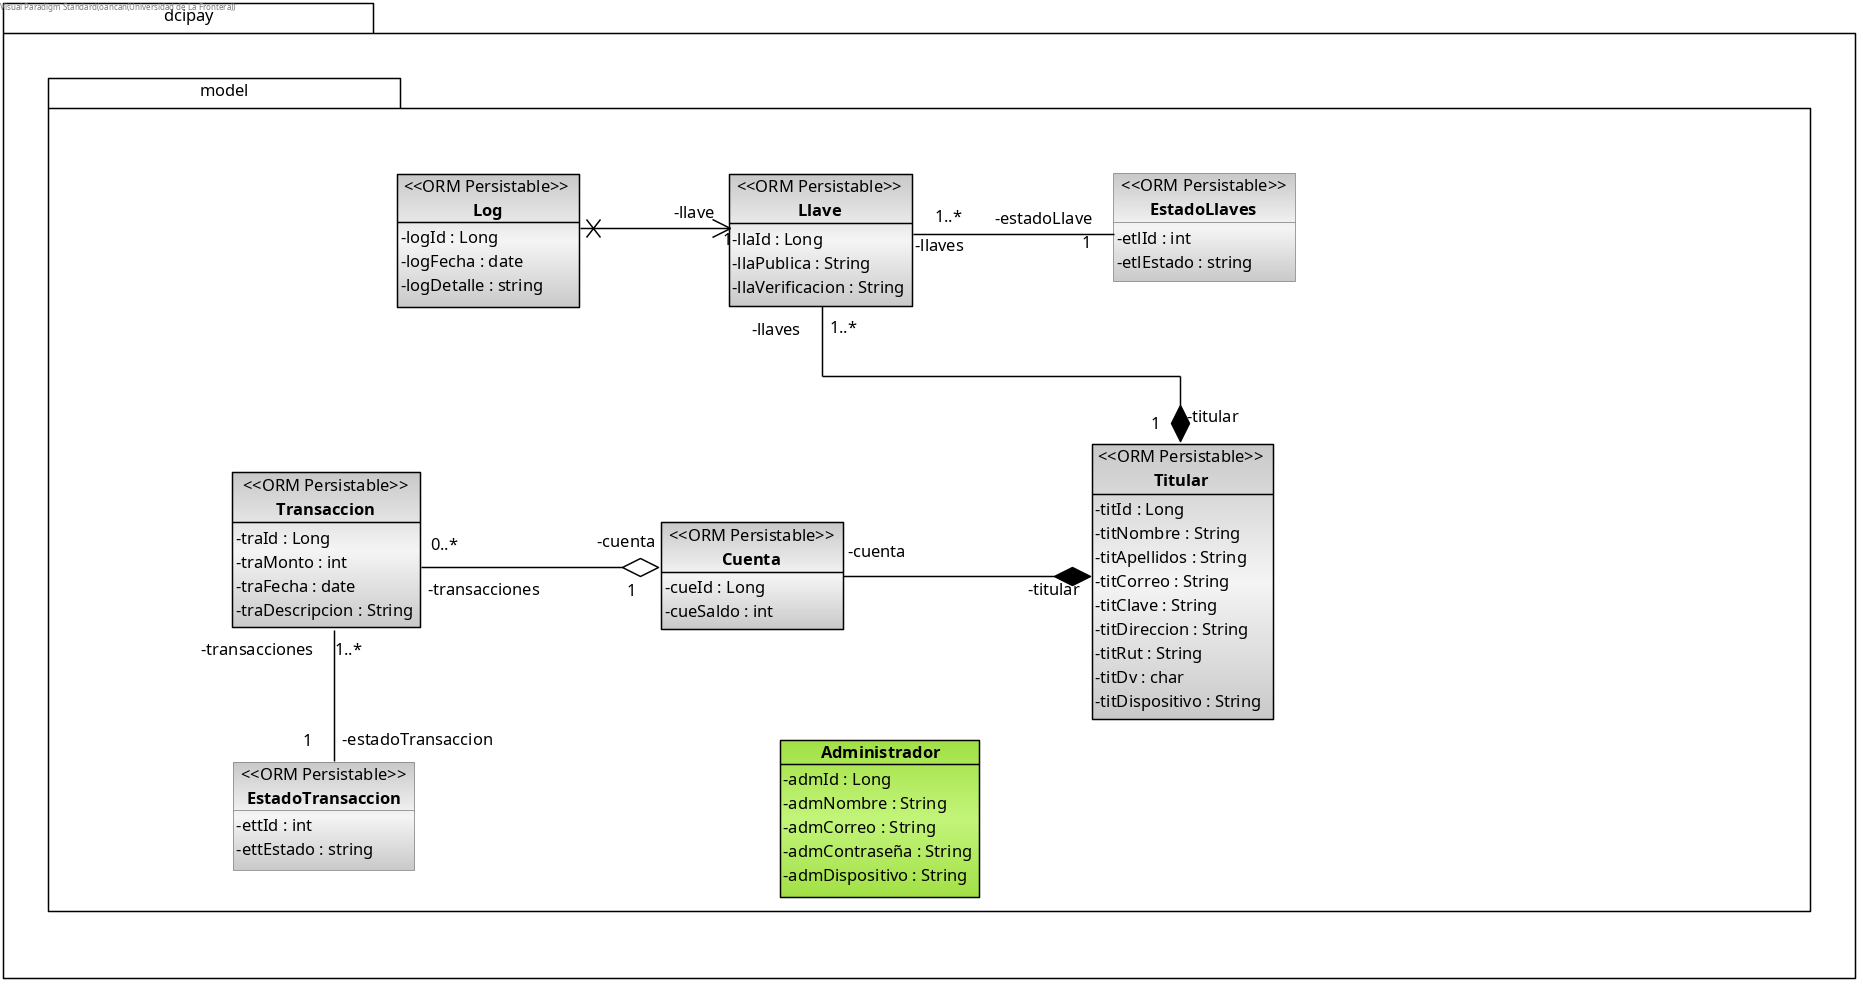 Visual Paradigm Standard(oancan(Universidad de La Frontera))
dcipay
model
<<ORM Persistable>>
Log
-logId : Long
-logFecha : date
-logDetalle : string
-llave
1
<<ORM Persistable>>
Llave
-llaId : Long
-llaPublica : String
-llaVerificacion : String
1..*
-llaves
-estadoLlave
1
<<ORM Persistable>>
EstadoLlaves
-etlId : int
-etlEstado : string
-llaves
1..*
1
-titular
<<ORM Persistable>>
Titular
-titId : Long
-titNombre : String
-titApellidos : String
-titCorreo : String
-titClave : String
-titDireccion : String
-titRut : String
-titDv : char
-titDispositivo : String
<<ORM Persistable>>
Transaccion
-traId : Long
-traMonto : int
-traFecha : date
-traDescripcion : String
0..*
-transacciones
-cuenta
1
<<ORM Persistable>>
Cuenta
-cueId : Long
-cueSaldo : int
-cuenta
-titular
-transacciones
1..*
1
-estadoTransaccion
<<ORM Persistable>>
EstadoTransaccion
-ettId : int
-ettEstado : string
Administrador
-admId : Long
-admNombre : String
-admCorreo : String
-admContraseña : String
-admDispositivo : String